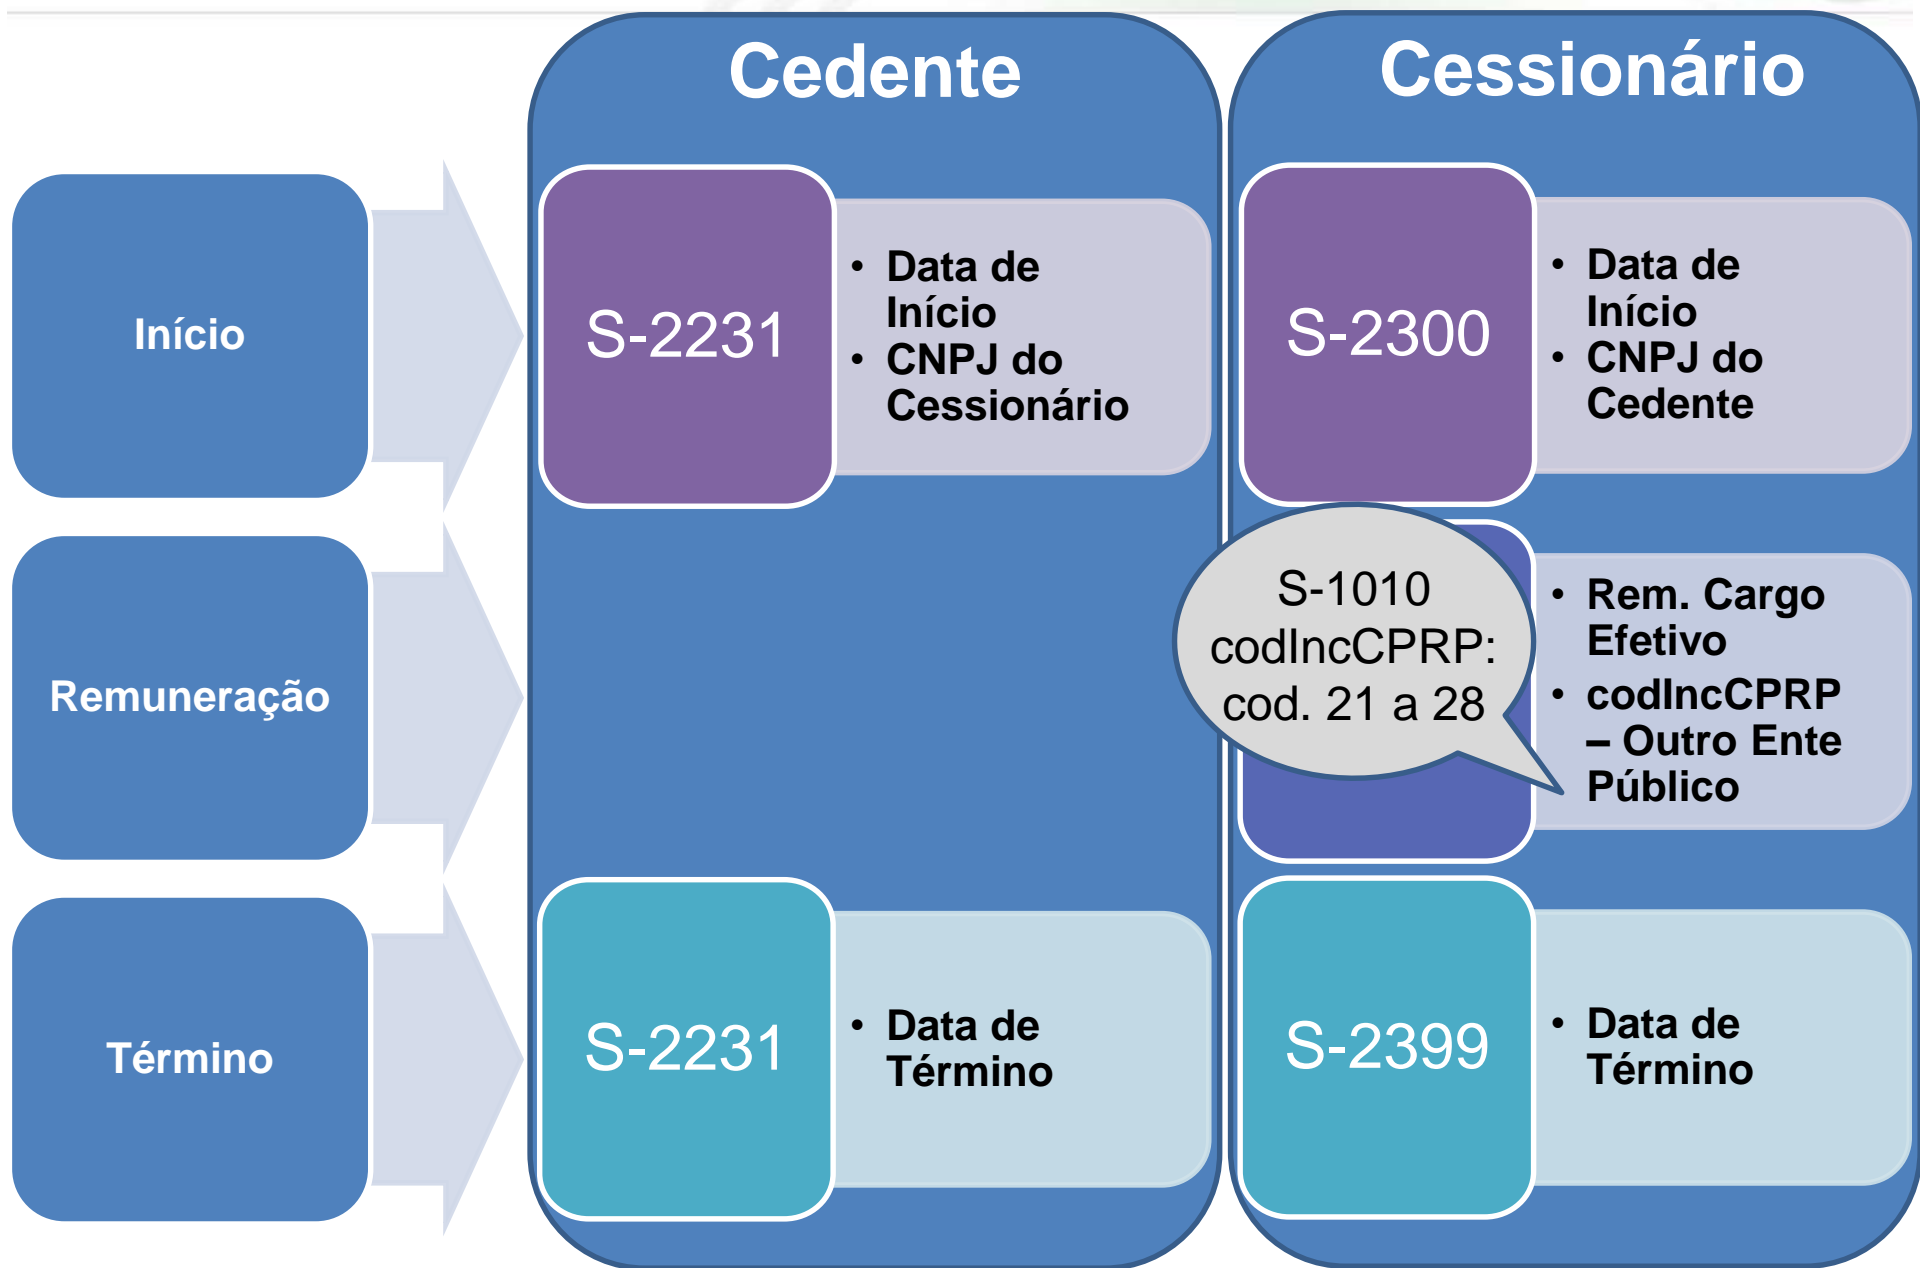 Cedente
Cessionário
Início
S-2231
• Data de
Início
• CNPJ do
Cessionário
S-2300
• Data de
Início
• CNPJ do
Cedente
Remuneração
S-1010
codIncCPRP:
cod. 21 a 28
• Rem. Cargo
Efetivo
• codIncCPRP
– Outro Ente
Público
Término
S-2231
• Data de
Término
S-2399
• Data de
Término